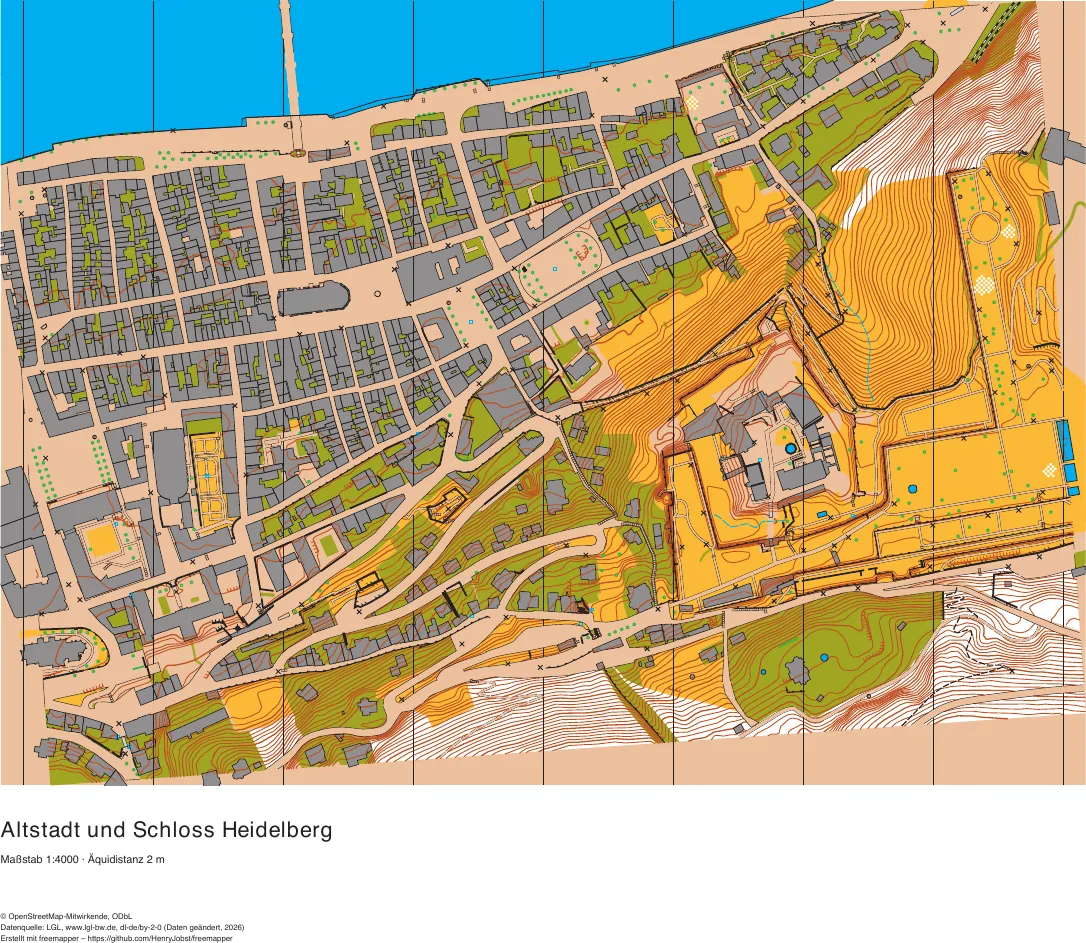 Altstadt und Schloss Heidelberg
Maßstab 1:4000 · Äquidistanz 2 m
© OpenStreetMap-Mitwirkende, ODbL
Datenquelle: LGL, www.lgl-bw.de, dl-de/by-2-0 (Daten geändert, 2026)
Erstellt mit freemapper – https://github.com/HenryJobst/freemapper